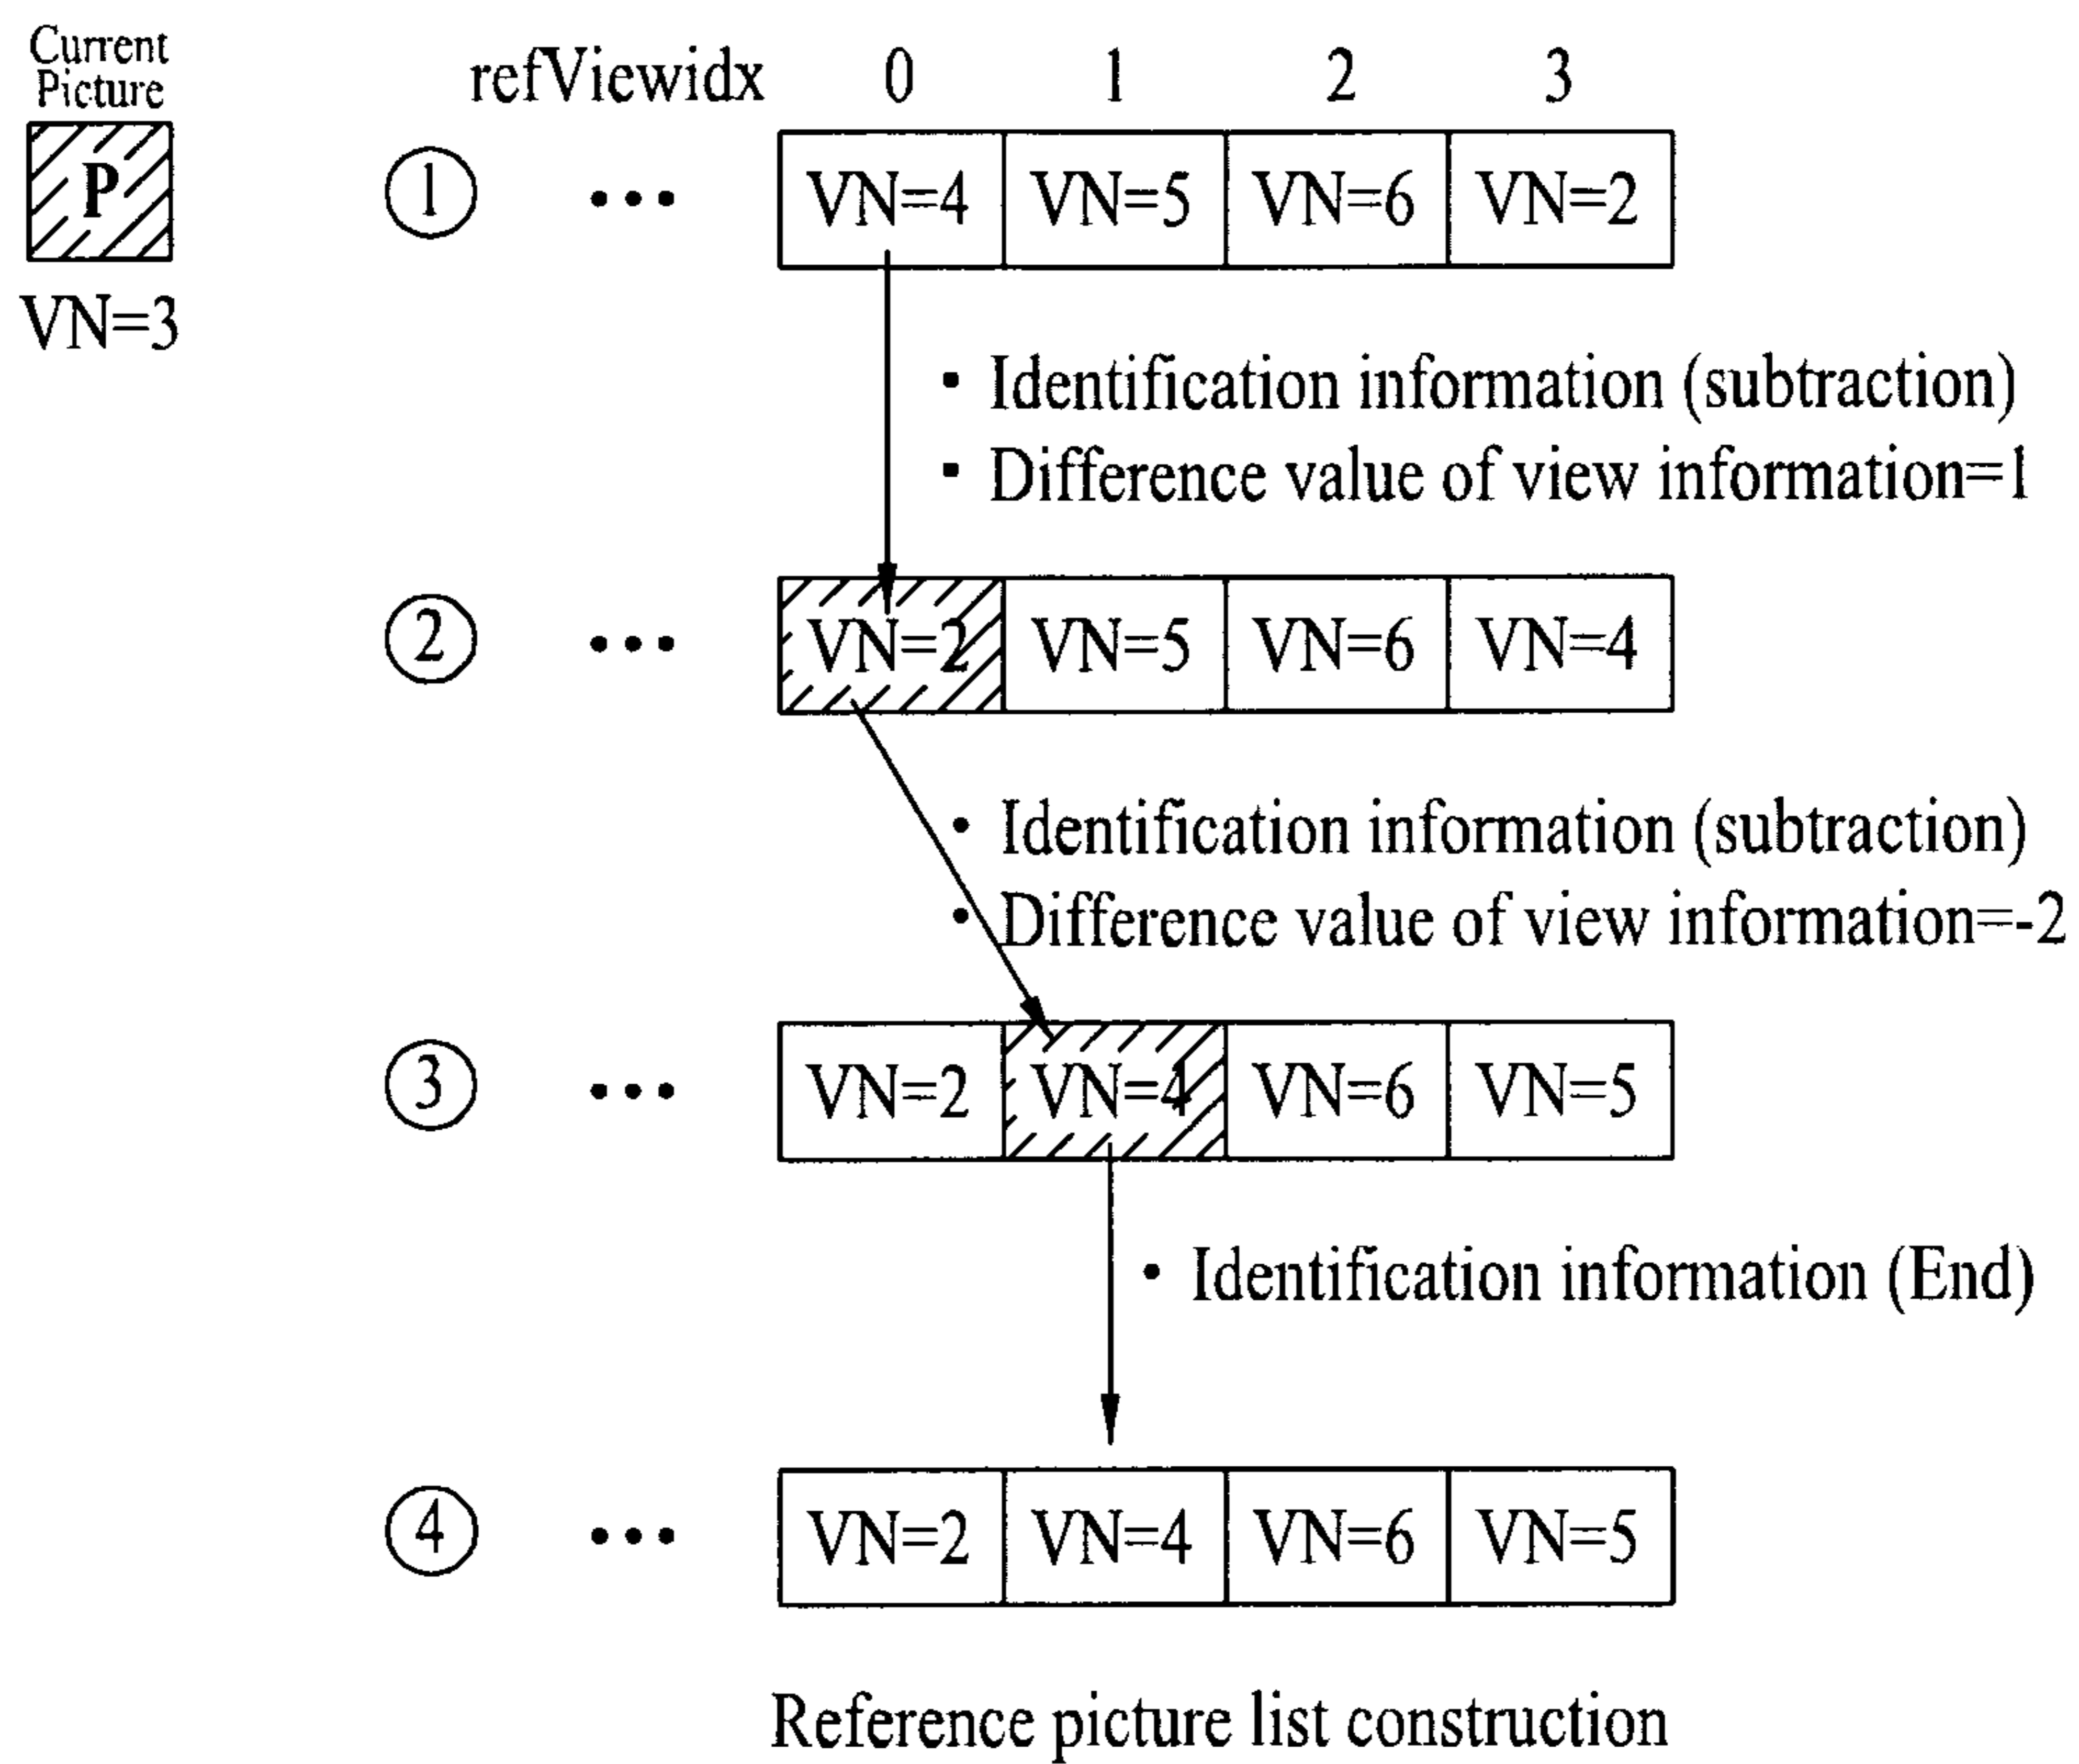 Current
Picture
P
VN=3
refViewidx 0 1 2 3
① ••• VN=4 VN=5 VN=6 VN=2
• Identification information (subtraction)
• Difference value of view information=1
② ••• VN=2 VN=5 VN=6 VN=4
• Identification information (subtraction)
• Difference value of view information=-2
③ ••• VN=2 VN=4 VN=6 VN=5
• Identification information (End)
④ ••• VN=2 VN=4 VN=6 VN=5
Reference picture list construction